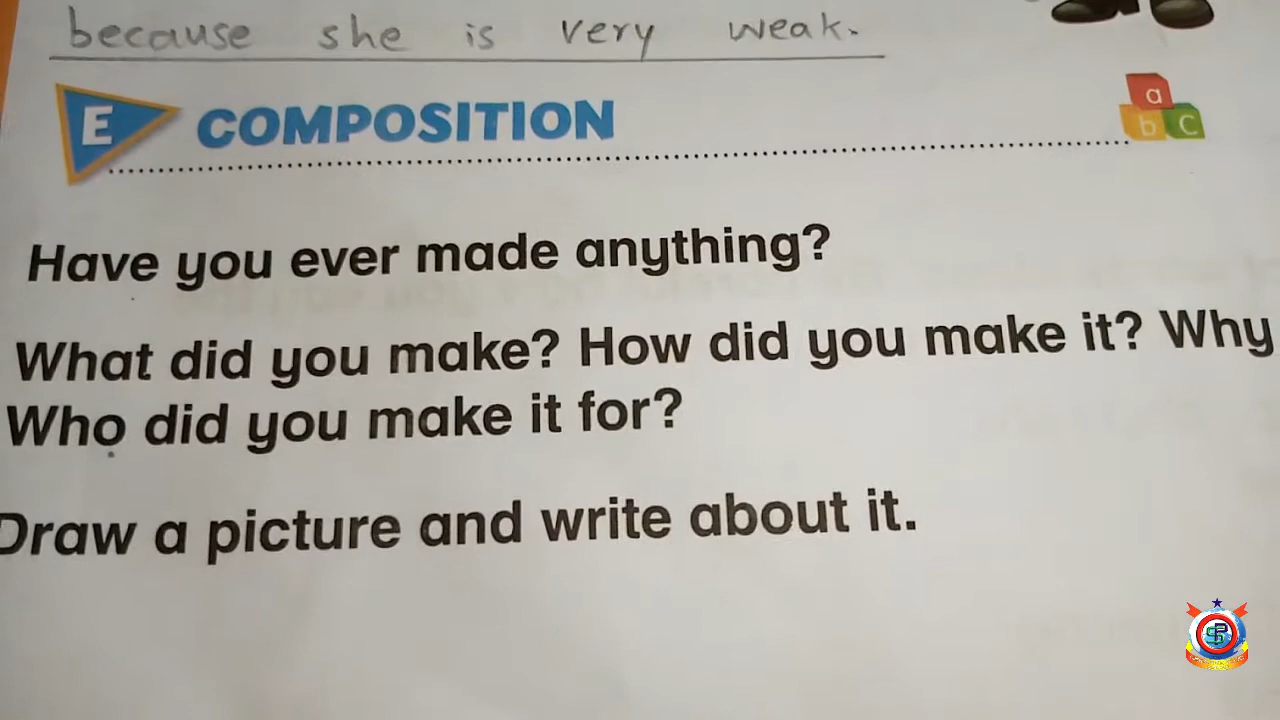 because she is very weak.
E COMPOSITION
a
b C
Have you ever made anything?
What did you make? How did you make it? Why
Who did you make it for?
Draw a picture and write about it.